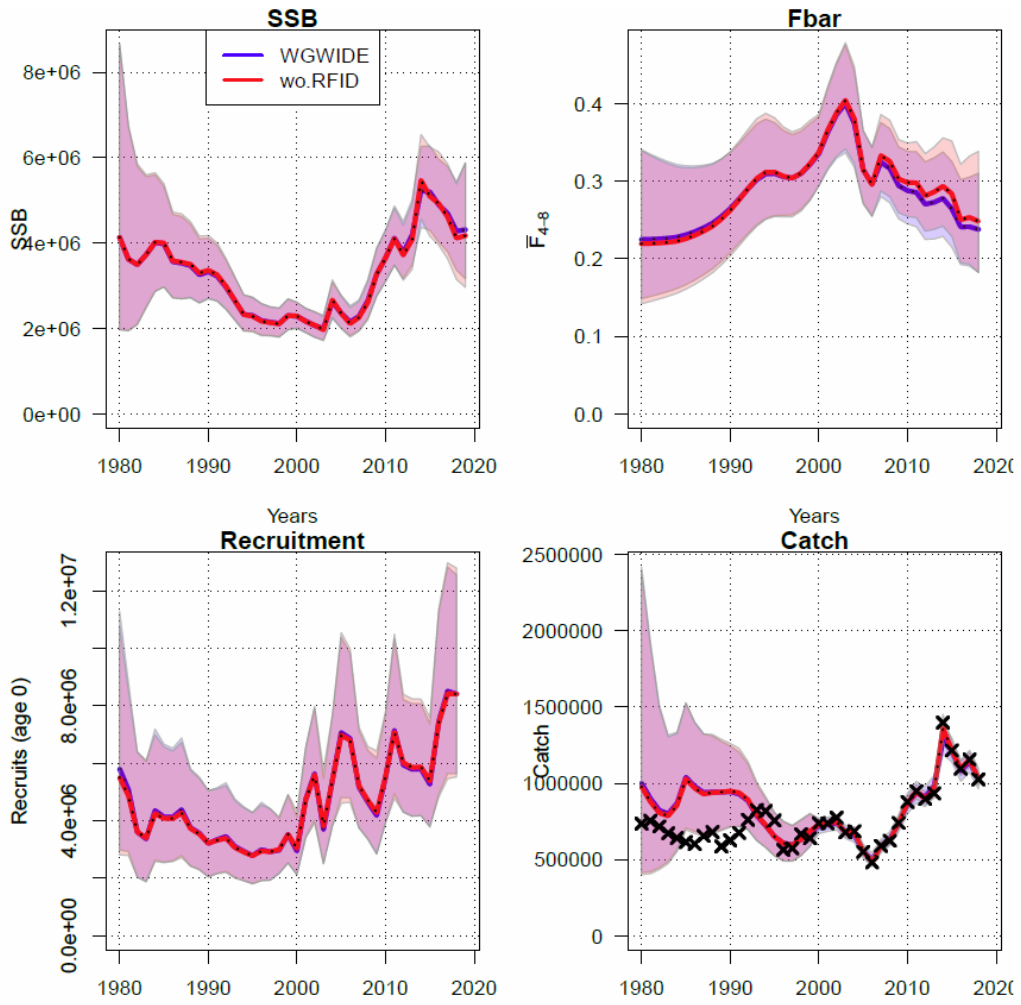 SSB
WGWIDE
wo.RFID
SSB
8e+06
6e+06
4e+06
2e+06
0e+00
1980 1990 2000 2010 2020
Years
Fbar
F4-8
0.4
0.3
0.2
0.1
0.0
1980 1990 2000 2010 2020
Years
Recruitment
Recruits (age 0)
1.2e+07
8.0e+06
4.0e+06
0.0e+00
1980 1990 2000 2010 2020
Catch
Catch
2500000
2000000
1500000
1000000
500000
0
1980 1990 2000 2010 2020